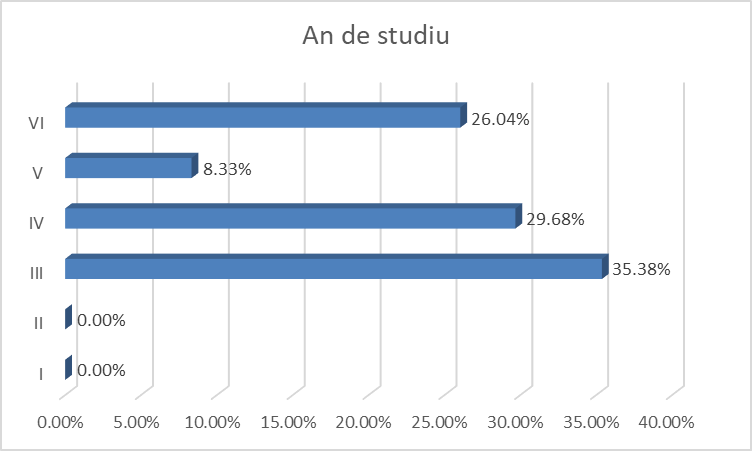 An de studiu
VI 26.04%
V 8.33%
IV 29.68%
III 35.38%
II 0.00%
I 0.00%
0.00% 5.00% 10.00% 15.00% 20.00% 25.00% 30.00% 35.00% 40.00%